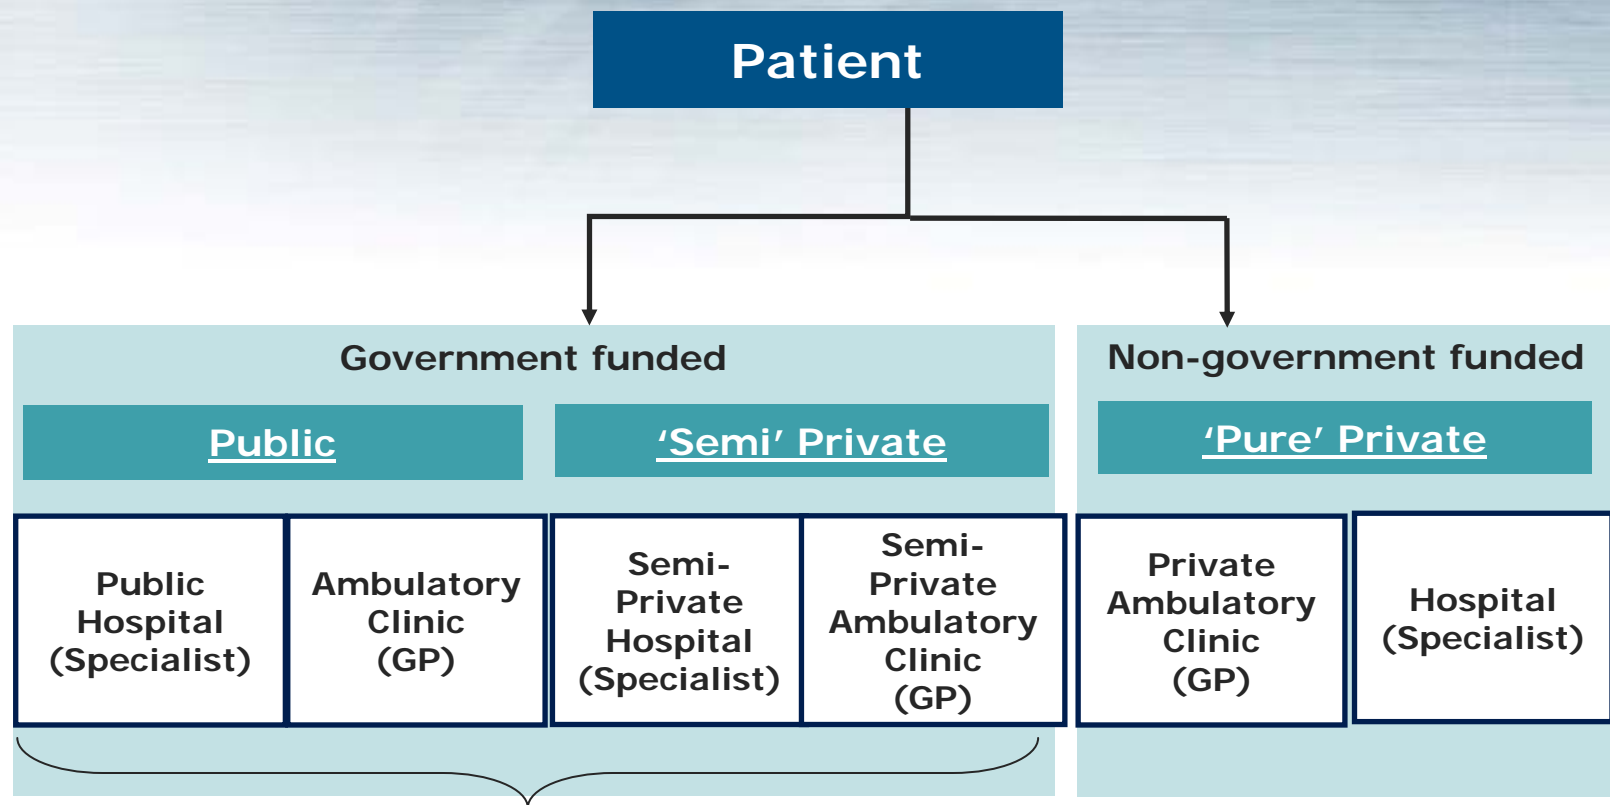 Patient
Government funded
Non-government funded
Public
‘Semi’ Private
‘Pure’ Private
Public
Hospital
(Specialist)
Ambulatory
Clinic
(GP)
Semi-
Private
Hospital
(Specialist)
Semi-
Private
Ambulatory
Clinic
(GP)
Private
Ambulatory
Clinic
(GP)
Hospital
(Specialist)